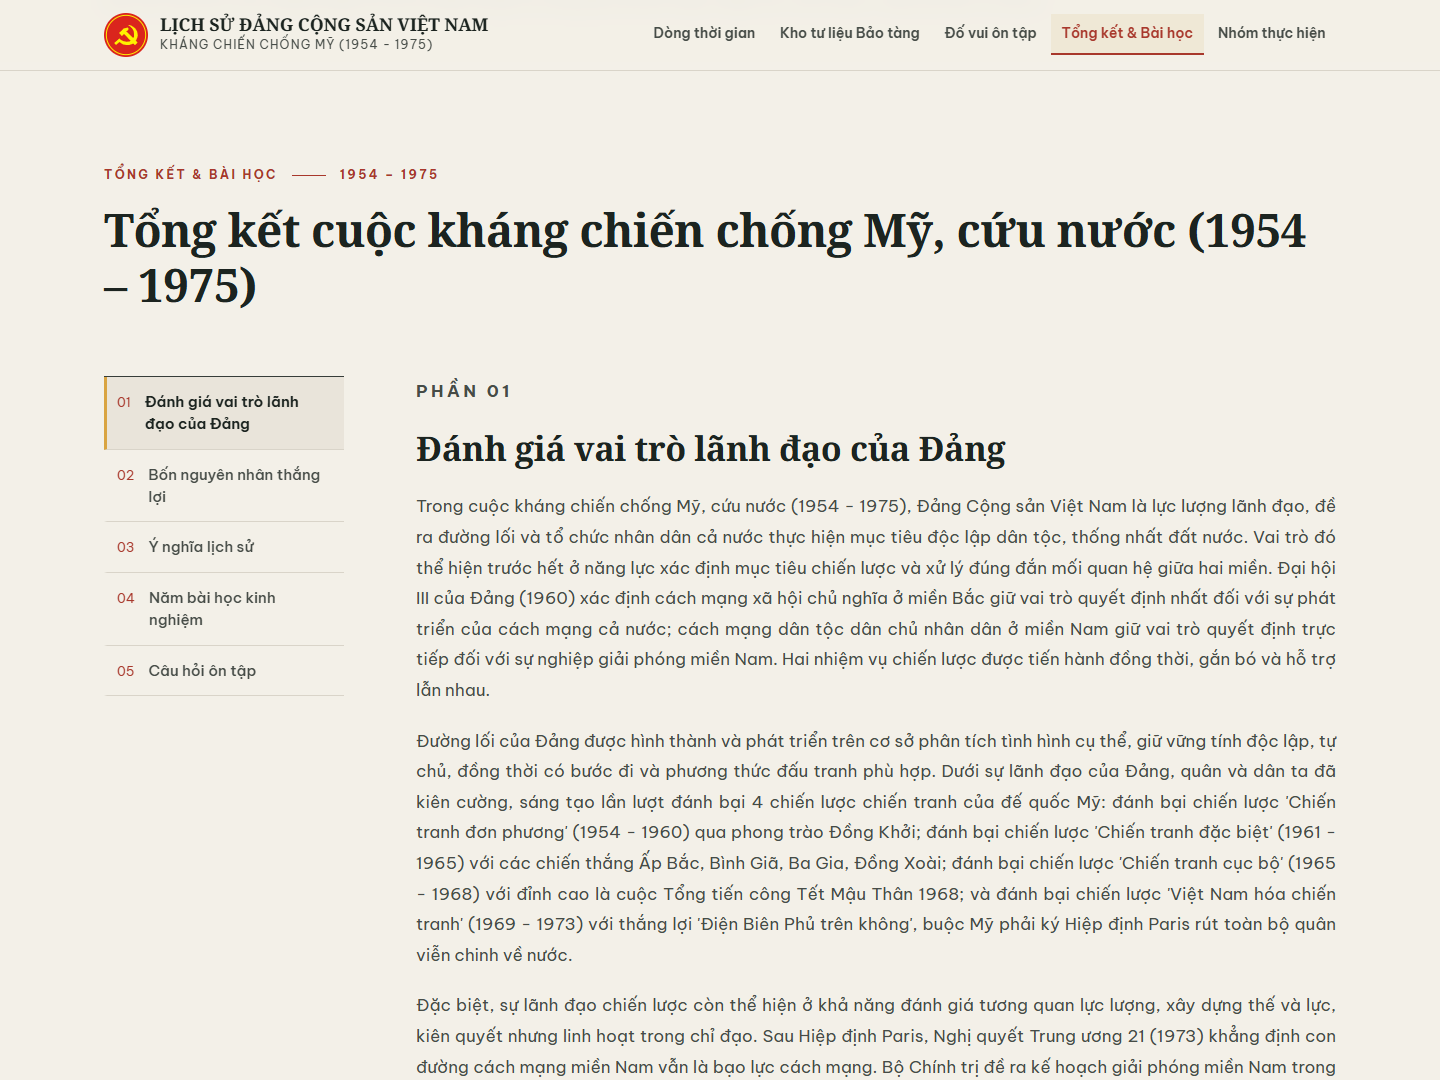 LỊCH SỬ ĐẢNG CỘNG SẢN VIỆT NAM
KHÁNG CHIẾN CHỐNG MỸ (1954 - 1975)
Dòng thời gian
Kho tư liệu Bảo tàng
Đố vui ôn tập
Tổng kết & Bài học
Nhóm thực hiện
TỔNG KẾT & BÀI HỌC
1954 – 1975
Tổng kết cuộc kháng chiến chống Mỹ, cứu nước (1954
– 1975)
01 Đánh giá vai trò lãnh
đạo của Đảng
02 Bốn nguyên nhân thắng
lợi
03 Ý nghĩa lịch sử
04 Năm bài học kinh
nghiệm
05 Câu hỏi ôn tập
PHẦN 01
Đánh giá vai trò lãnh đạo của Đảng
Trong cuộc kháng chiến chống Mỹ, cứu nước (1954 - 1975), Đảng Cộng sản Việt Nam là lực lượng lãnh đạo, đề
ra đường lối và tổ chức nhân dân cả nước thực hiện mục tiêu độc lập dân tộc, thống nhất đất nước. Vai trò đó
thể hiện trước hết ở năng lực xác định mục tiêu chiến lược và xử lý đúng đắn mối quan hệ giữa hai miền. Đại hội
III của Đảng (1960) xác định cách mạng xã hội chủ nghĩa ở miền Bắc giữ vai trò quyết định nhất đối với sự phát
triển của cách mạng cả nước; cách mạng dân tộc dân chủ nhân dân ở miền Nam giữ vai trò quyết định trực
tiếp đối với sự nghiệp giải phóng miền Nam. Hai nhiệm vụ chiến lược được tiến hành đồng thời, gắn bó và hỗ trợ
lẫn nhau.
Đường lối của Đảng được hình thành và phát triển trên cơ sở phân tích tình hình cụ thể, giữ vững tính độc lập, tự
chủ, đồng thời có bước đi và phương thức đấu tranh phù hợp. Dưới sự lãnh đạo của Đảng, quân và dân ta đã
kiên cường, sáng tạo lần lượt đánh bại 4 chiến lược chiến tranh của đế quốc Mỹ: đánh bại chiến lược 'Chiến
tranh đơn phương' (1954 - 1960) qua phong trào Đồng Khởi; đánh bại chiến lược 'Chiến tranh đặc biệt' (1961 -
1965) với các chiến thắng Ấp Bắc, Bình Giã, Ba Gia, Đồng Xoài; đánh bại chiến lược 'Chiến tranh cục bộ' (1965
- 1968) với đỉnh cao là cuộc Tổng tiến công Tết Mậu Thân 1968; và đánh bại chiến lược 'Việt Nam hóa chiến
tranh' (1969 - 1973) với thắng lợi 'Điện Biên Phủ trên không', buộc Mỹ phải ký Hiệp định Paris rút toàn bộ quân
viễn chinh về nước.
Đặc biệt, sự lãnh đạo chiến lược còn thể hiện ở khả năng đánh giá tương quan lực lượng, xây dựng thế và lực,
kiên quyết nhưng linh hoạt trong chỉ đạo. Sau Hiệp định Paris, Nghị quyết Trung ương 21 (1973) khẳng định con
đường cách mạng miền Nam vẫn là bạo lực cách mạng. Bộ Chính trị đề ra kế hoạch giải phóng miền Nam trong